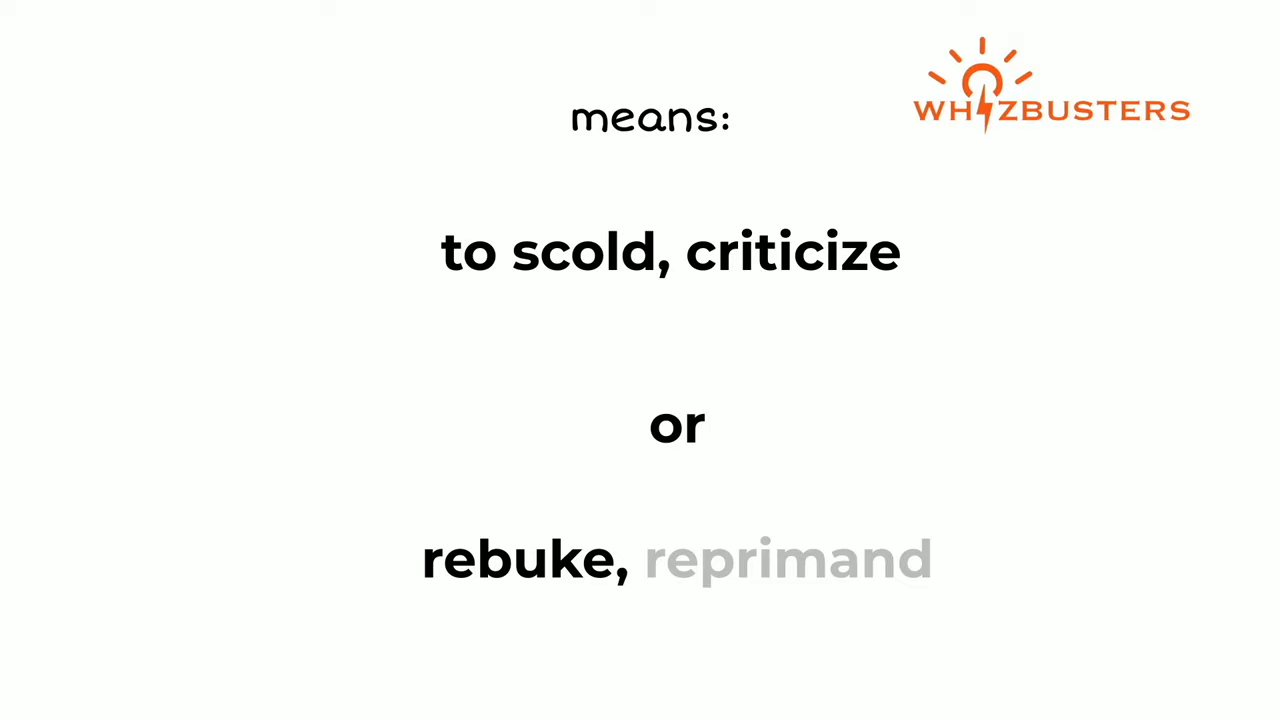 WHIZBUSTERS
means:
to scold, criticize
or
rebuke, reprimand